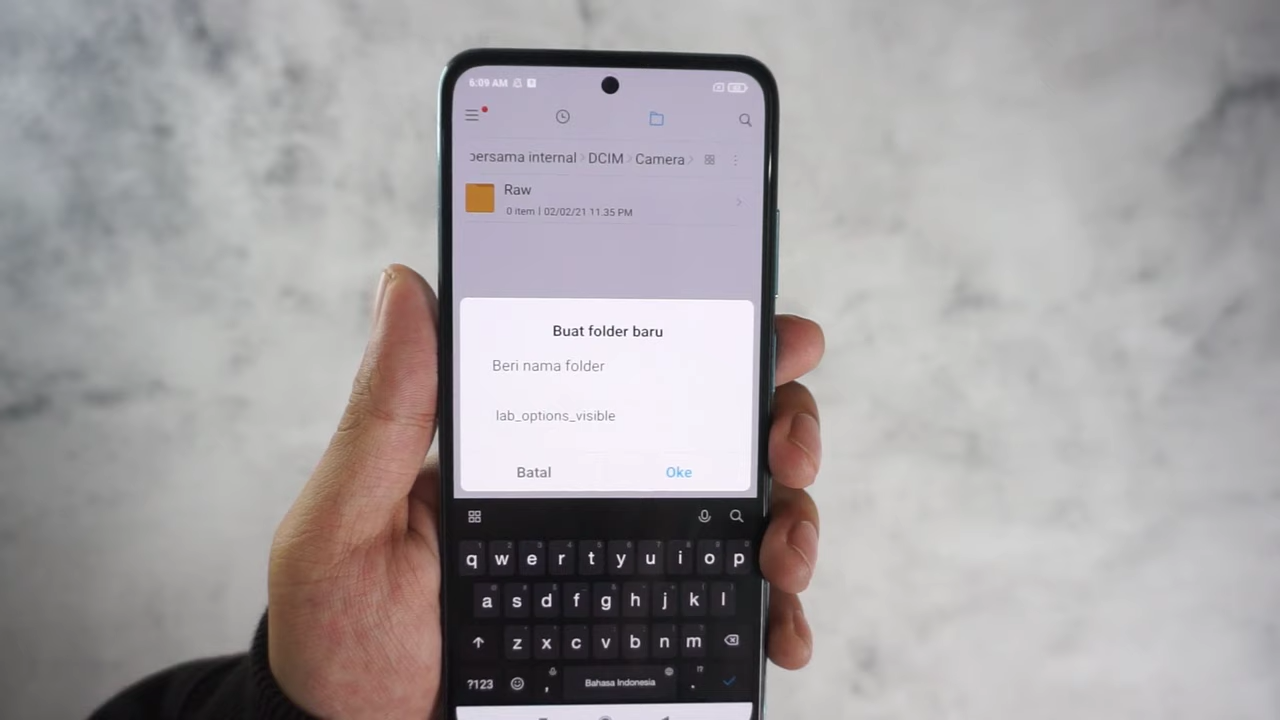 6:09 AM
bersama internal > DCIM > Camera >
Raw
0 item | 02/02/21 11.35 PM
Buat folder baru
Beri nama folder
lab_options_visible
Batal Oke
q w e r t y u i o p
a s d f g h j k l
z x c v b n m
?123 , Bahasa Indonesia .